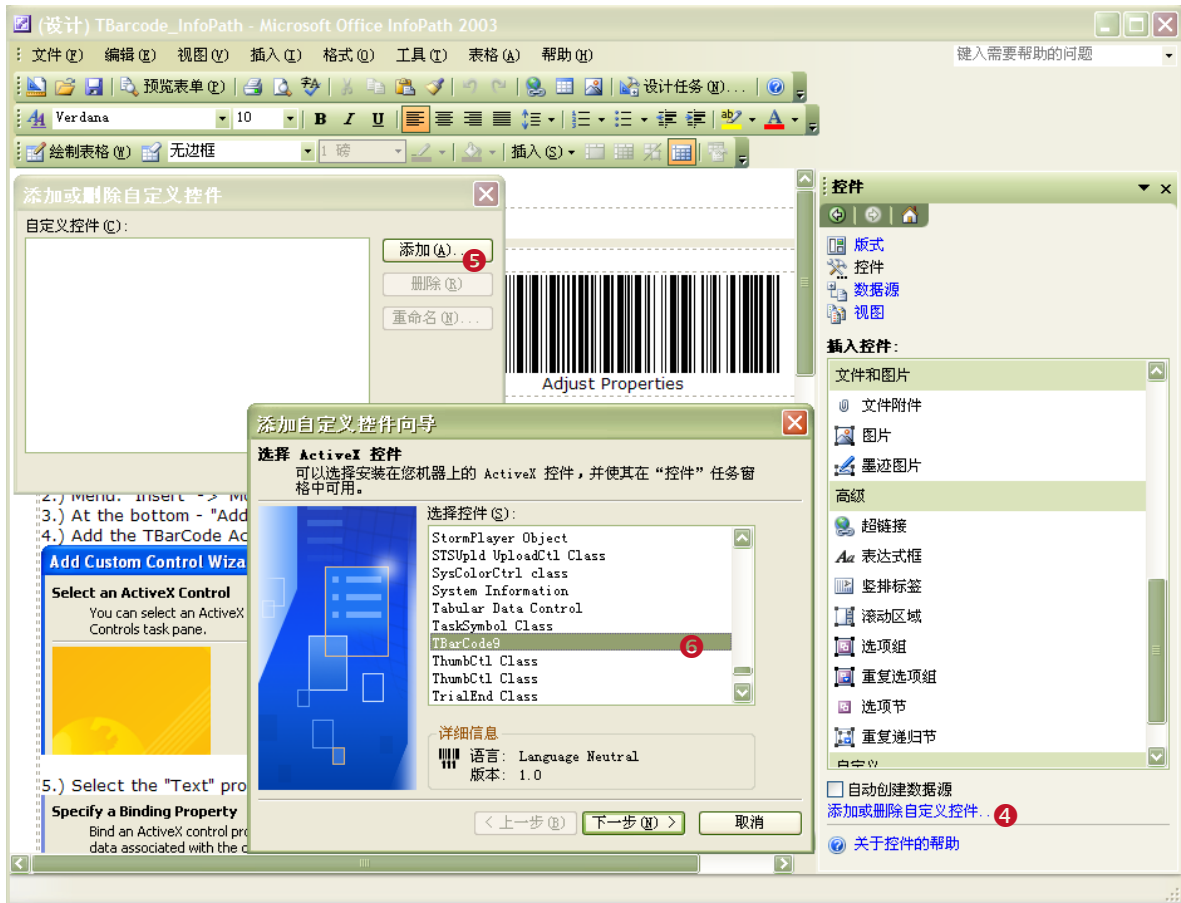 (设计) TBarcode_InfoPath - Microsoft Office InfoPath 2003
文件(F) 编辑(E) 视图(V) 插入(I) 格式(O) 工具(T) 表格(A) 帮助(H) 键入需要帮助的问题
预览表单(P) 设计任务(N)...
Verdana 10 B I U
绘制表格(W) 无边框 1 磅 插入(S)
添加或删除自定义控件
自定义控件(C):
添加(A)..
5
删除(R)
重命名(N)...
Adjust Properties
3.) At the bottom - "Add
4.) Add the TBarCode Ac
Add Custom Control Wiza
Select an ActiveX Control
You can select an ActiveX
Controls task pane.
5.) Select the "Text" pro
Specify a Binding Property
Bind an ActiveX control pro
data associated with the c
添加自定义控件向导
选择 ActiveX 控件
可以选择安装在您机器上的 ActiveX 控件，并使其在“控件”任务窗
格中可用。
选择控件(S):
StormPlayer Object
STSUpld UploadCtl Class
SysColorCtrl class
System Information
Tabular Data Control
TaskSymbol Class
TBarCode9
6
ThumbCtl Class
ThumbCtl Class
TrialEnd Class
详细信息
语言: Language Neutral
版本: 1.0
< 上一步(B) 下一步(N) > 取消
控件
版式
控件
数据源
视图
插入控件:
文件和图片
文件附件
图片
墨迹图片
高级
超链接
Aa 表达式框
竖排标签
滚动区域
选项组
重复选项组
选项节
重复递归节
自定义
自动创建数据源
添加或删除自定义控件..
4
关于控件的帮助